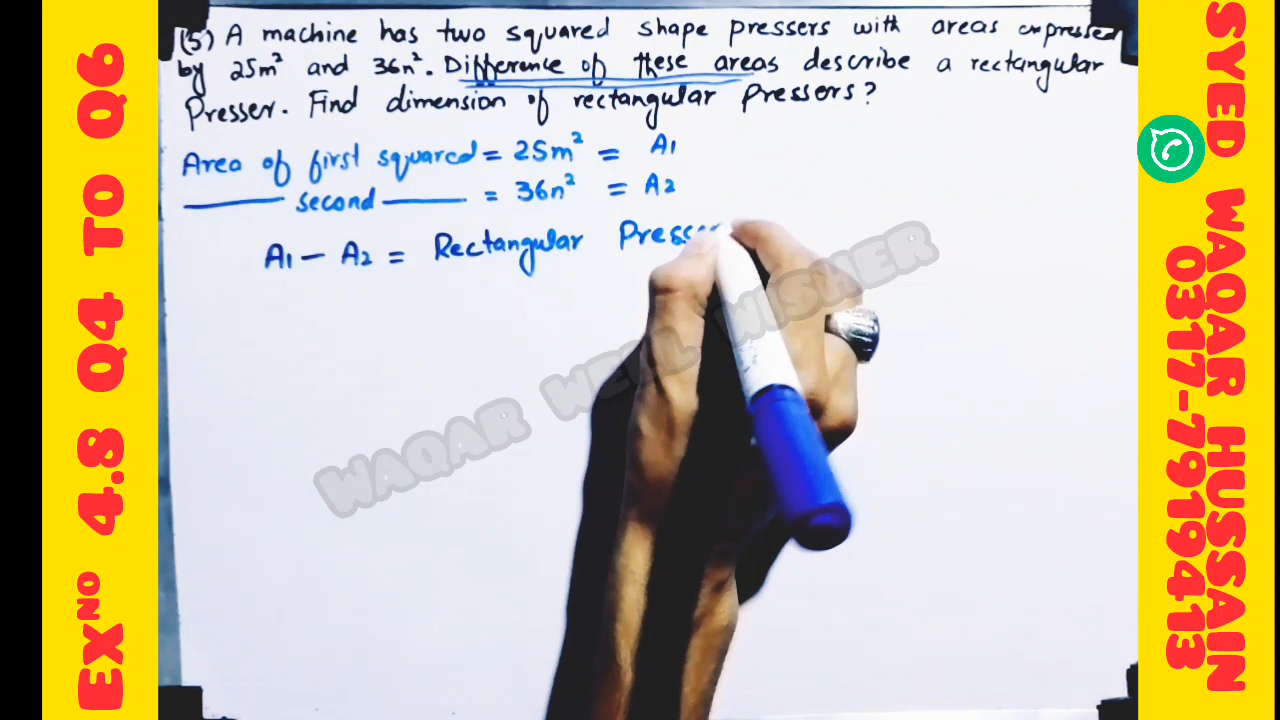 EXNO 4.8 Q4 TO Q6
(5) A machine has two squared shape pressers with areas expressed
by 25m² and 36n². Difference of these areas describe a rectangular
Presser. Find dimension of rectangular Pressers?
Area of first squared = 25m² = A1
second = 36n² = A2
A1 - A2 = Rectangular Presser
WAQAR WELL WISHER
SYED WAQAR HUSSAIN
0317-7919413